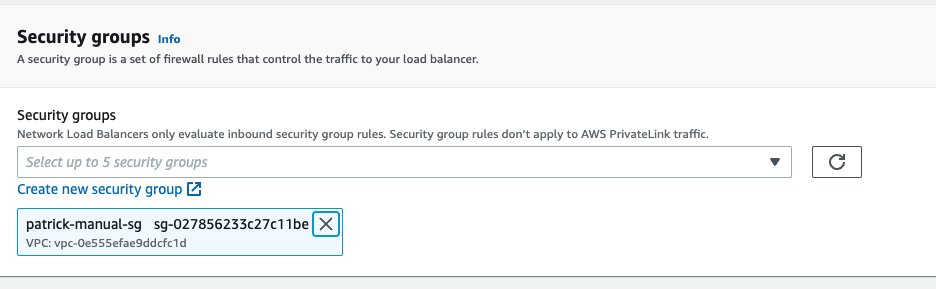 Security groups Info
A security group is a set of firewall rules that control the traffic to your load balancer.
Security groups
Network Load Balancers only evaluate inbound security group rules. Security group rules don't apply to AWS PrivateLink traffic.
Select up to 5 security groups
Create new security group
patrick-manual-sg sg-027856233c27c11be
VPC: vpc-0e555efae9ddcfc1d